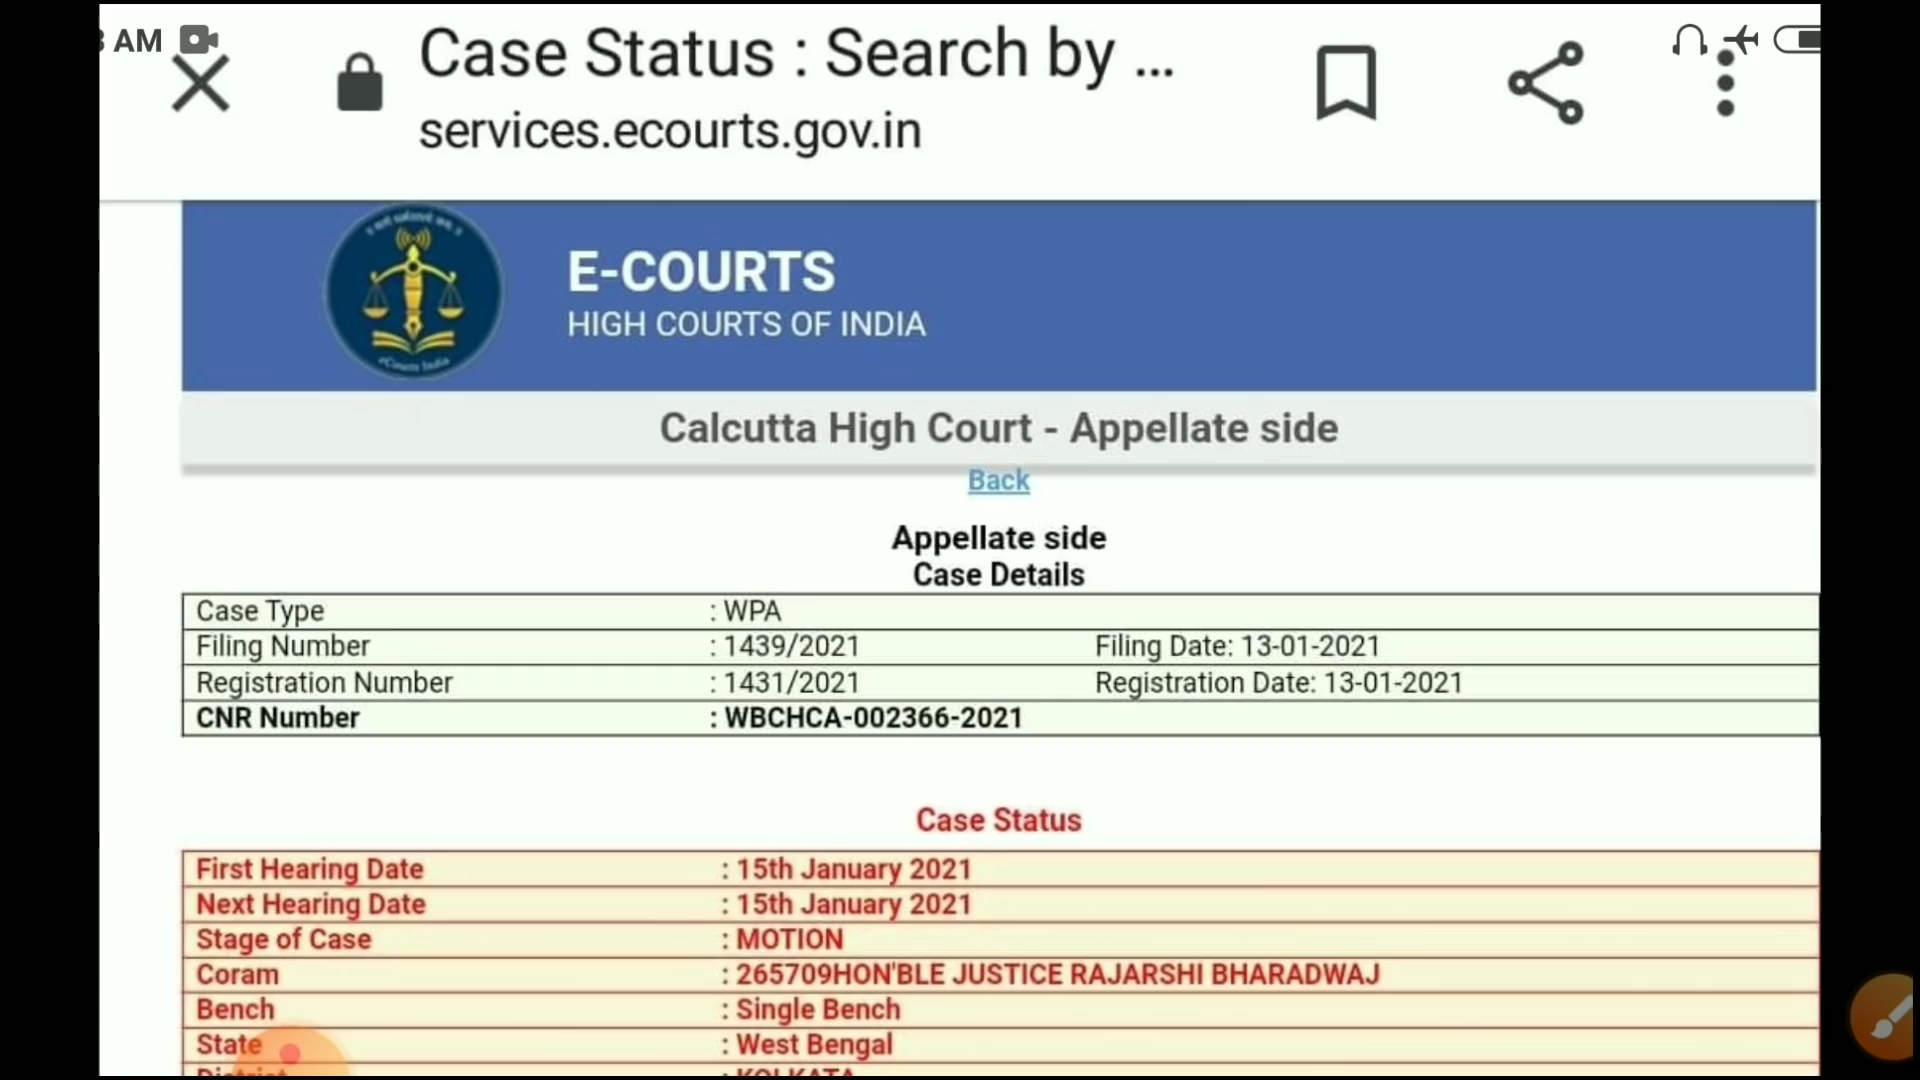 AM
Case Status : Search by ...
services.ecourts.gov.in
E-COURTS
HIGH COURTS OF INDIA
eCourts India
Calcutta High Court - Appellate side
Back
Appellate side
Case Details
Case Type : WPA
Filing Number : 1439/2021 Filing Date: 13-01-2021
Registration Number : 1431/2021 Registration Date: 13-01-2021
CNR Number : WBCHCA-002366-2021
Case Status
First Hearing Date : 15th January 2021
Next Hearing Date : 15th January 2021
Stage of Case : MOTION
Coram : 265709HON'BLE JUSTICE RAJARSHI BHARADWAJ
Bench : Single Bench
State : West Bengal
District : KOLKATA